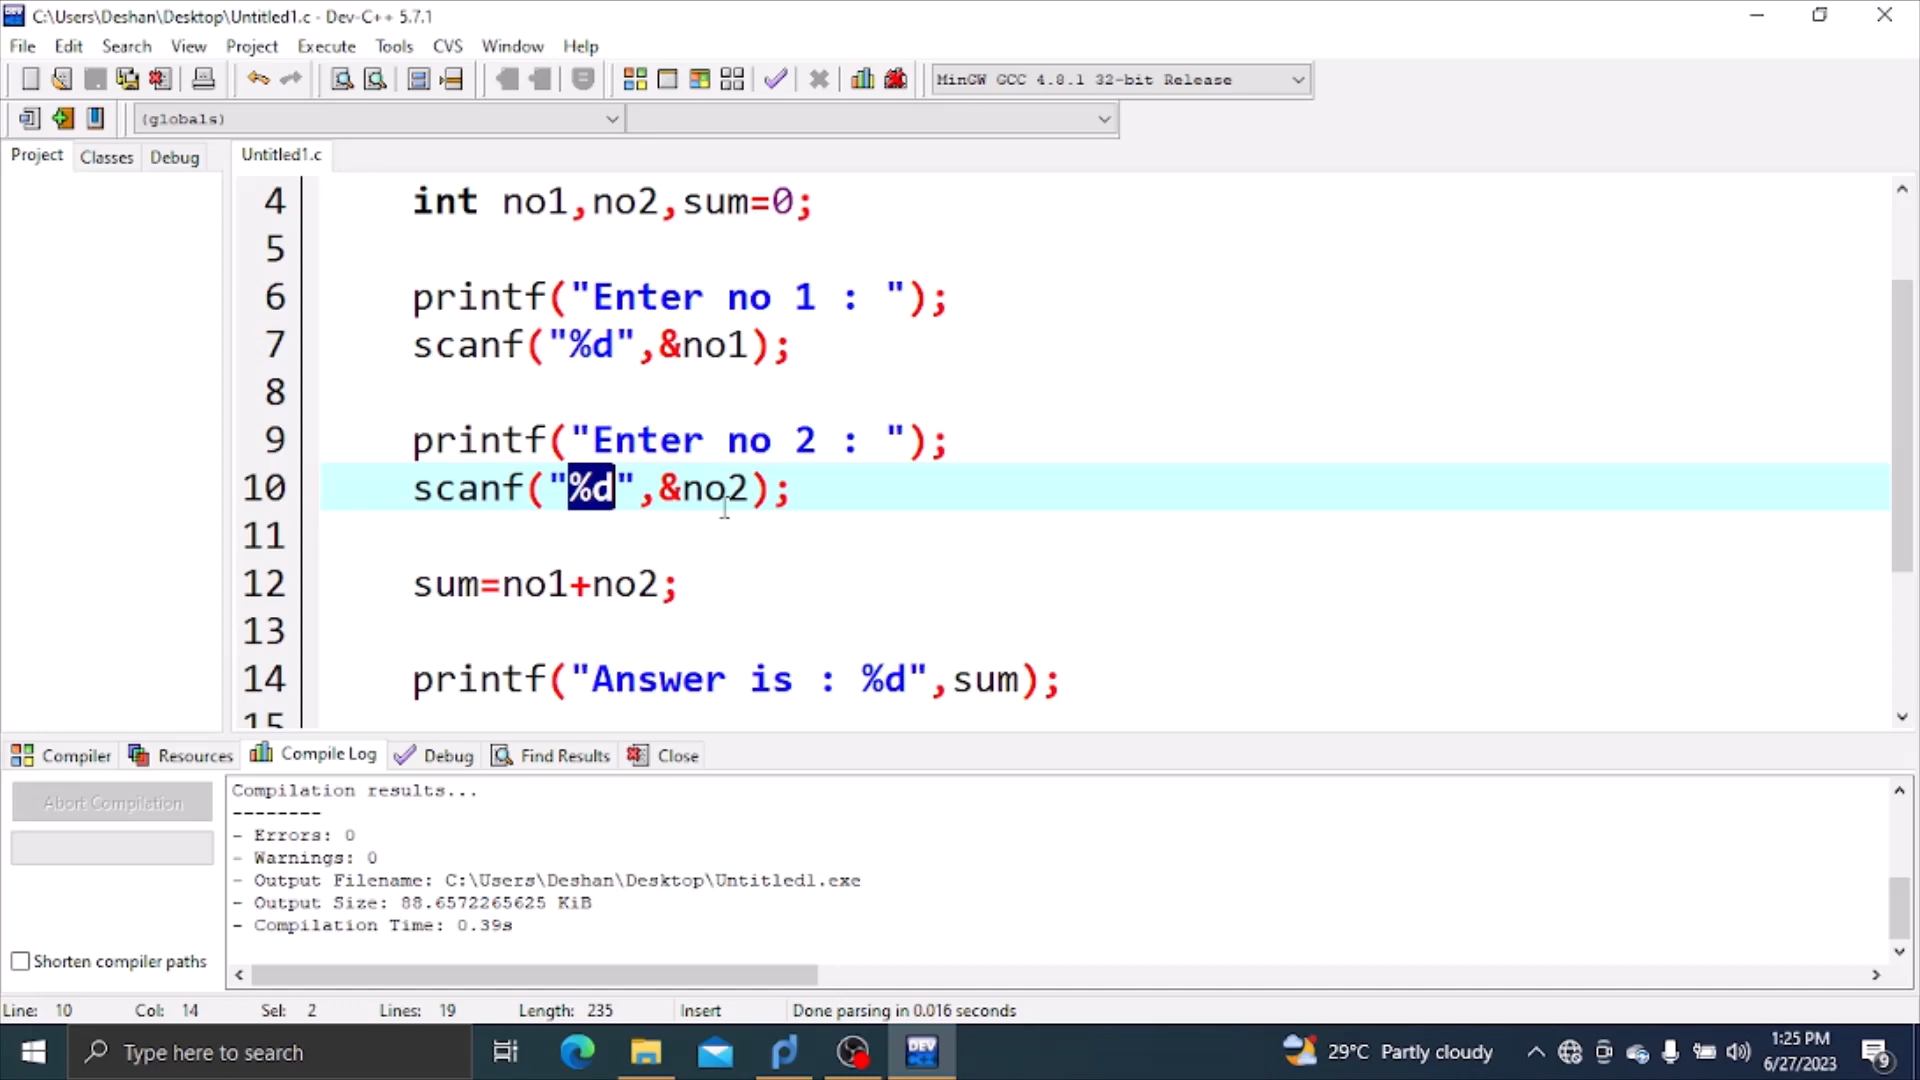 C:\Users\Deshan\Desktop\Untitled1.c - Dev-C++ 5.7.1
File Edit Search View Project Execute Tools CVS Window Help
MinGW GCC 4.8.1 32-bit Release
(globals)
Project Classes Debug Untitled1.c
4 int no1,no2,sum=0;
5
6 printf("Enter no 1 : ");
7 scanf("%d",&no1);
8
9 printf("Enter no 2 : ");
10 scanf("%d",&no2);
11
12 sum=no1+no2;
13
14 printf("Answer is : %d",sum);
15
Compiler Resources Compile Log Debug Find Results Close
Abort Compilation
Compilation results...
--------
- Errors: 0
- Warnings: 0
- Output Filename: C:\Users\Deshan\Desktop\Untitled1.exe
- Output Size: 88.6572265625 KiB
- Compilation Time: 0.39s
Shorten compiler paths
Line: 10 Col: 14 Sel: 2 Lines: 19 Length: 235 Insert Done parsing in 0.016 seconds
Type here to search
DEV
29°C Partly cloudy
1:25 PM
6/27/2023
9